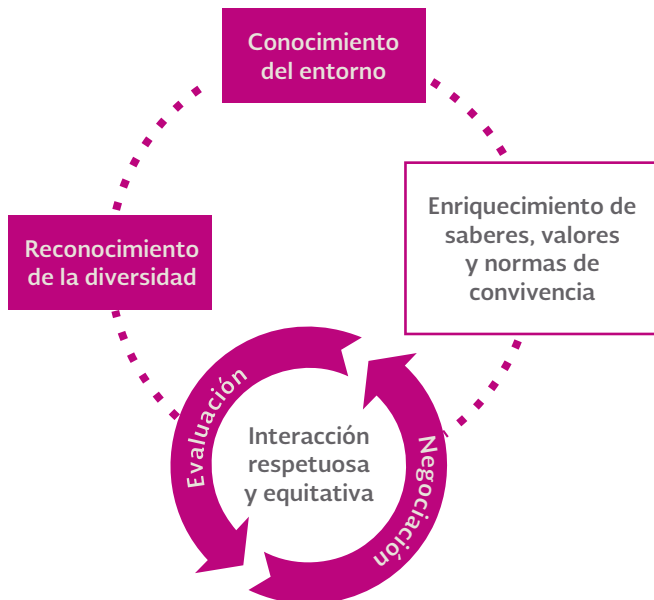 Conocimiento
del entorno
Enriquecimiento de
saberes, valores
y normas de
convivencia
Reconocimiento
de la diversidad
Evaluación
Interacción
respetuosa
y equitativa
Negociación